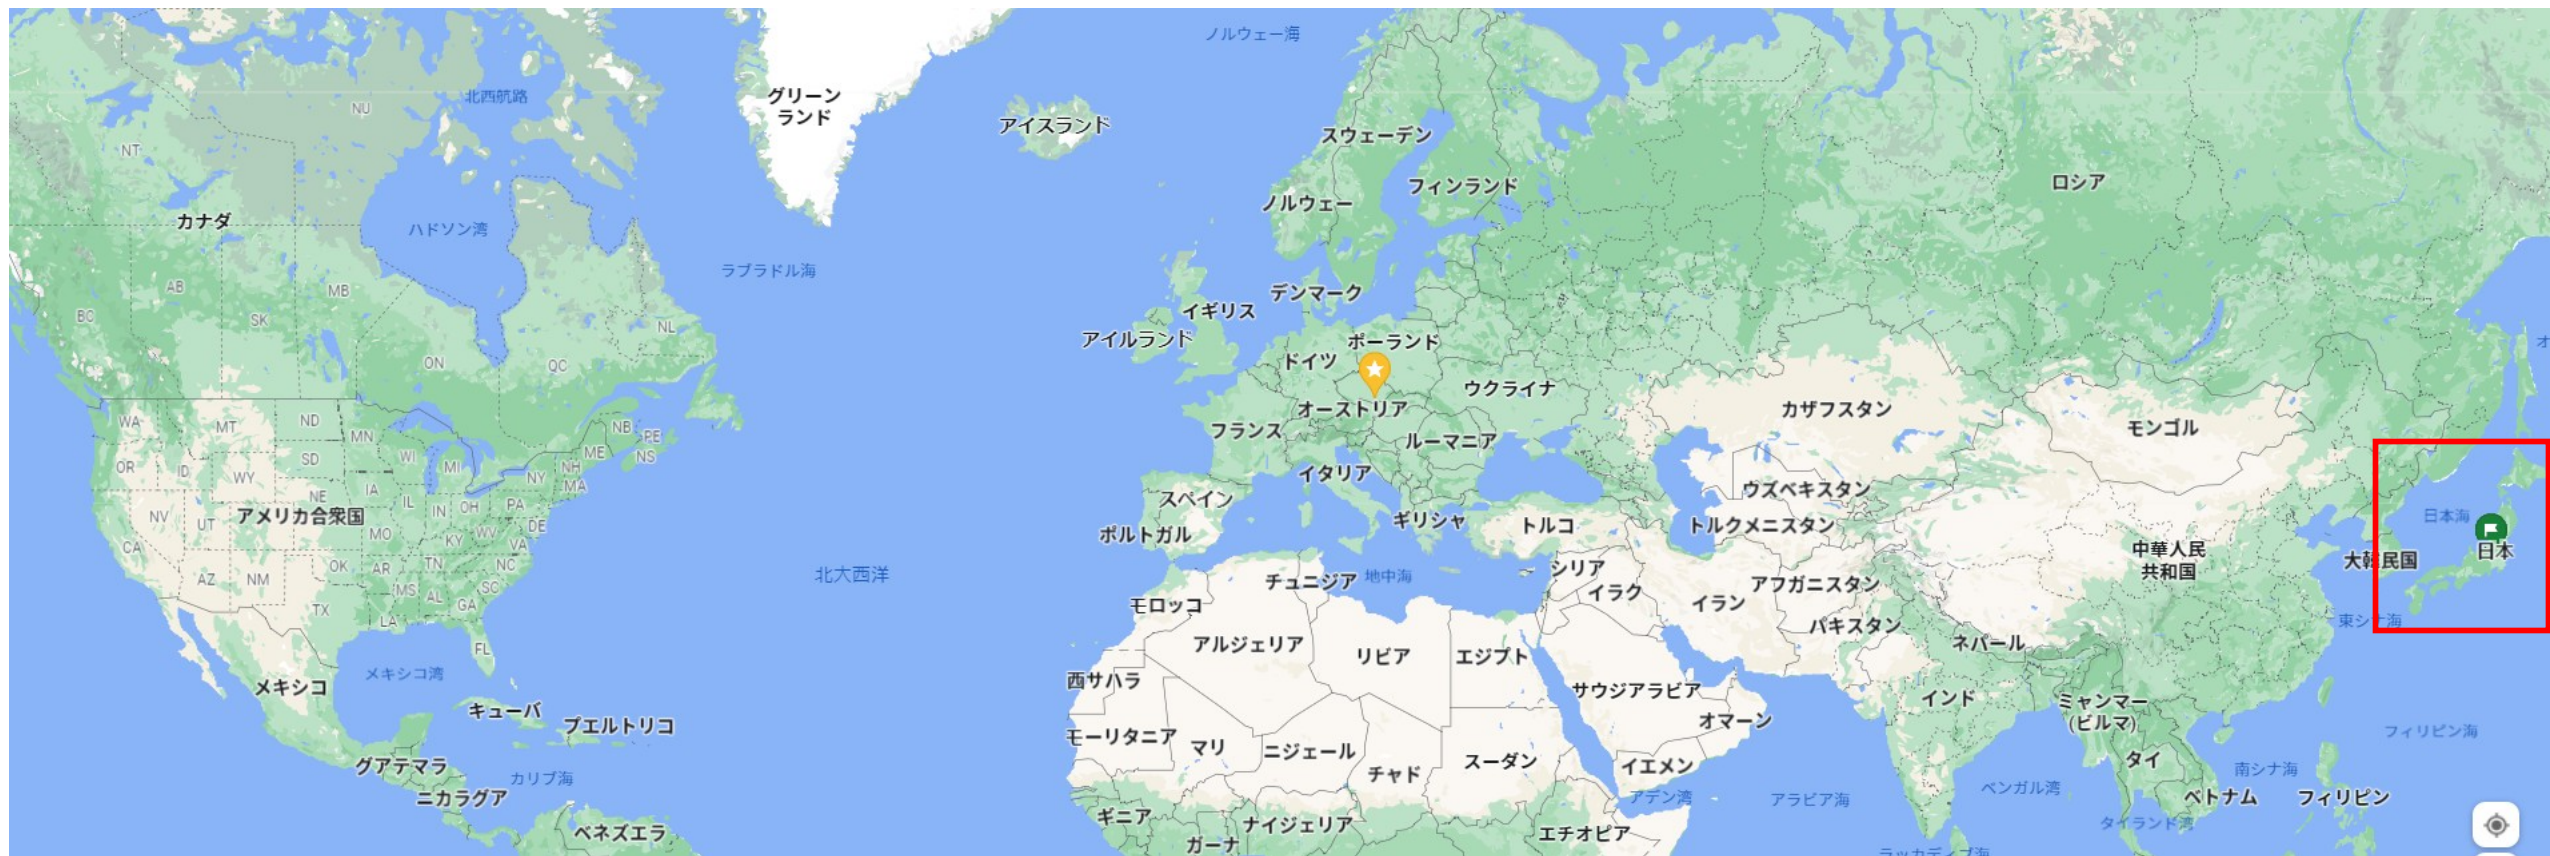 ノルウェー海
グリーン
ランド
北西航路
NU
アイスランド
スウェーデン
NT
フィンランド
ロシア
ノルウェー
カナダ
ハドソン湾
ラブラドル海
AB
MB
デンマーク
イギリス
BC
SK
NL
アイルランド
ポーランド
ドイツ
ON
QC
ウクライナ
オーストリア
カザフスタン
WA
MT
ND
MN
NB
PE
フランス
ルーマニア
モンゴル
OR
ID
SD
WI
MI
NH
ME
NS
イタリア
WY
NE
IA
NY
MA
スペイン
ウズベキスタン
NV
UT
アメリカ合衆国
IL
IN
OH
PA
DE
ギリシャ
トルコ
トルクメニスタン
日本海
CA
MO
KY
WV
VA
ポルトガル
中華人民
共和国
日本
AZ
NM
OK
AR
TN
NC
北大西洋
チュニジア
地中海
シリア
イラク
アフガニスタン
大韓民国
MS
AL
GA
SC
モロッコ
イラン
TX
LA
パキスタン
東シナ海
FL
アルジェリア
リビア
エジプト
ネパール
メキシコ湾
メキシコ
西サハラ
サウジアラビア
インド
ミャンマー
(ビルマ)
キューバ
プエルトリコ
オマーン
フィリピン海
モーリタニア
マリ
ニジェール
チャド
スーダン
イエメン
タイ
グアテマラ
カリブ海
南シナ海
ニカラグア
アデン湾
アラビア海
ベンガル湾
ベトナム
フィリピン
ギニア
ナイジェリア
タイランド湾
ベネズエラ
ガーナ
エチオピア
ラッカディブ海
オ